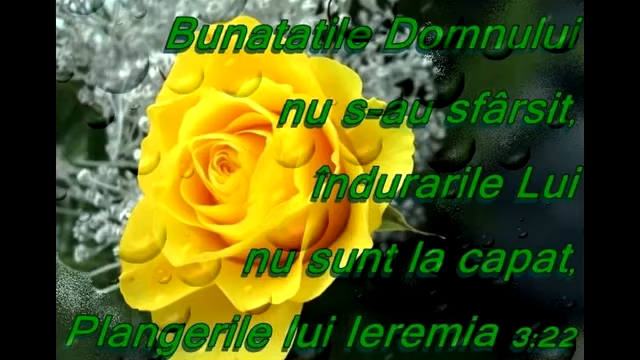 Bunatatile Domnului
nu s-au sfârsit,
îndurarile Lui
nu sunt la capat,
Plangerile lui Ieremia 3:22